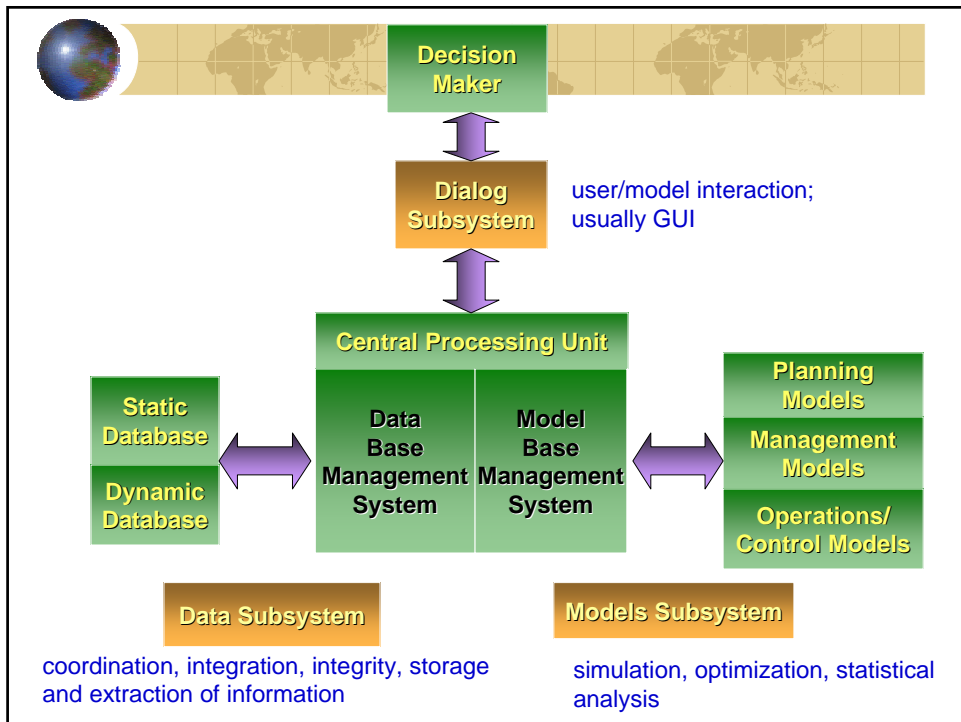 Decision
Maker
Dialog
Subsystem
user/model interaction;
usually GUI
Central Processing Unit
Static
Database
Dynamic
Database
Data
Base
Management
System
Model
Base
Management
System
Planning
Models
Management
Models
Operations/
Control Models
Data Subsystem
coordination, integration, integrity, storage
and extraction of information
Models Subsystem
simulation, optimization, statistical
analysis